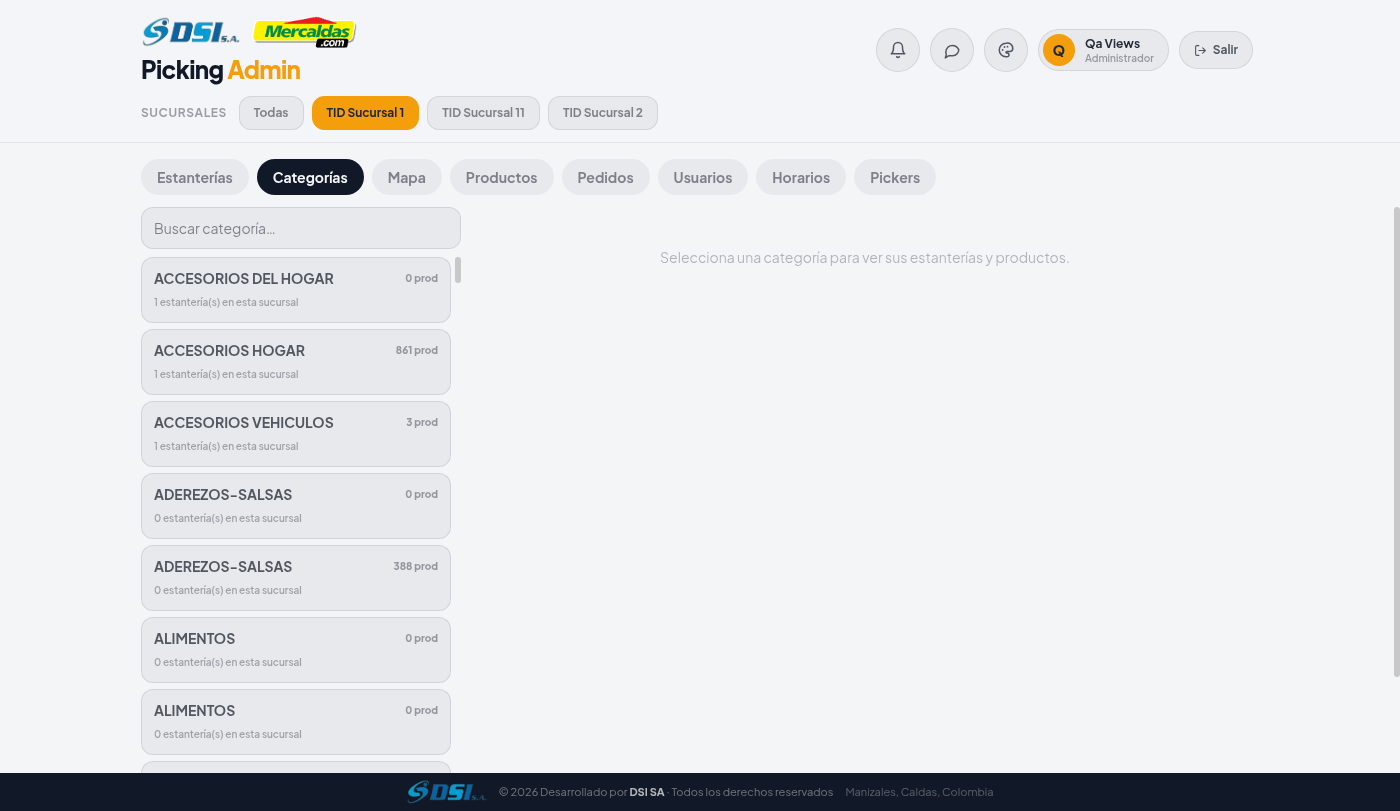 DSI S.A.
Mercaldas
.com
Picking Admin
Qa Views
Administrador
Q
Salir
SUCURSALES
Todas
TID Sucursal 1
TID Sucursal 11
TID Sucursal 2
Estanterías
Categorías
Mapa
Productos
Pedidos
Usuarios
Horarios
Pickers
Buscar categoría…
Selecciona una categoría para ver sus estanterías y productos.
ACCESORIOS DEL HOGAR 0 prod
1 estantería(s) en esta sucursal
ACCESORIOS HOGAR 861 prod
1 estantería(s) en esta sucursal
ACCESORIOS VEHICULOS 3 prod
1 estantería(s) en esta sucursal
ADEREZOS-SALSAS 0 prod
0 estantería(s) en esta sucursal
ADEREZOS-SALSAS 388 prod
0 estantería(s) en esta sucursal
ALIMENTOS 0 prod
0 estantería(s) en esta sucursal
ALIMENTOS 0 prod
0 estantería(s) en esta sucursal
DSI S.A.
© 2026 Desarrollado por DSI SA · Todos los derechos reservados
Manizales, Caldas, Colombia